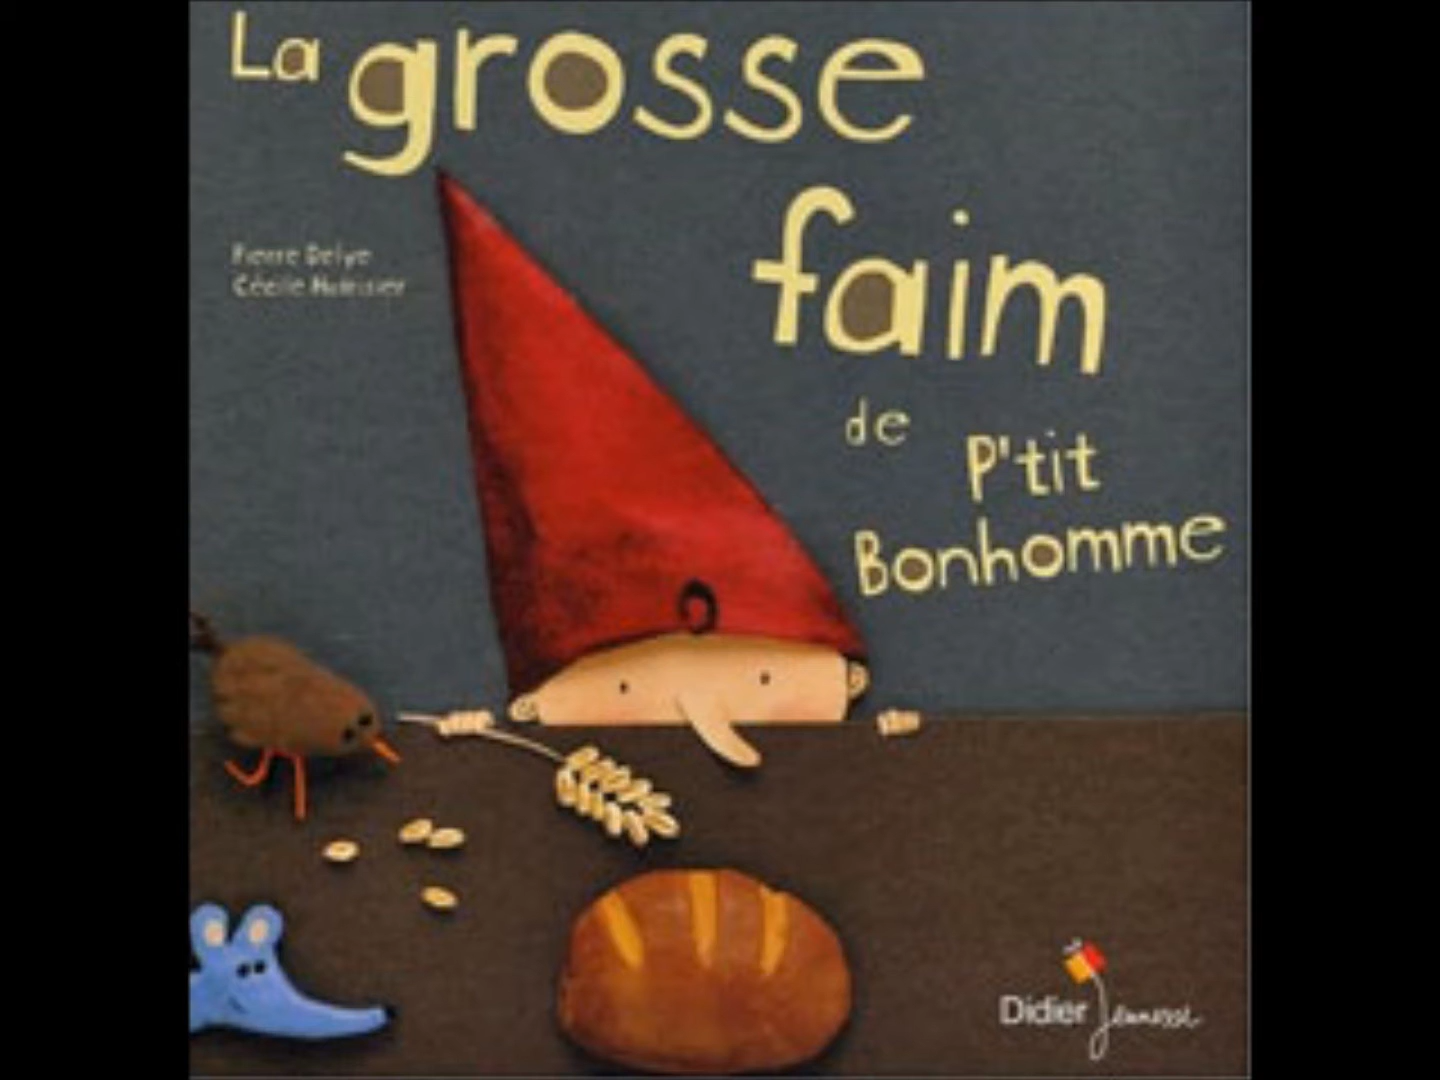 La grosse
faim
de
P'tit
Bonhomme
Pierre Delye
Cécile Hudrisier
Didier Jeunesse